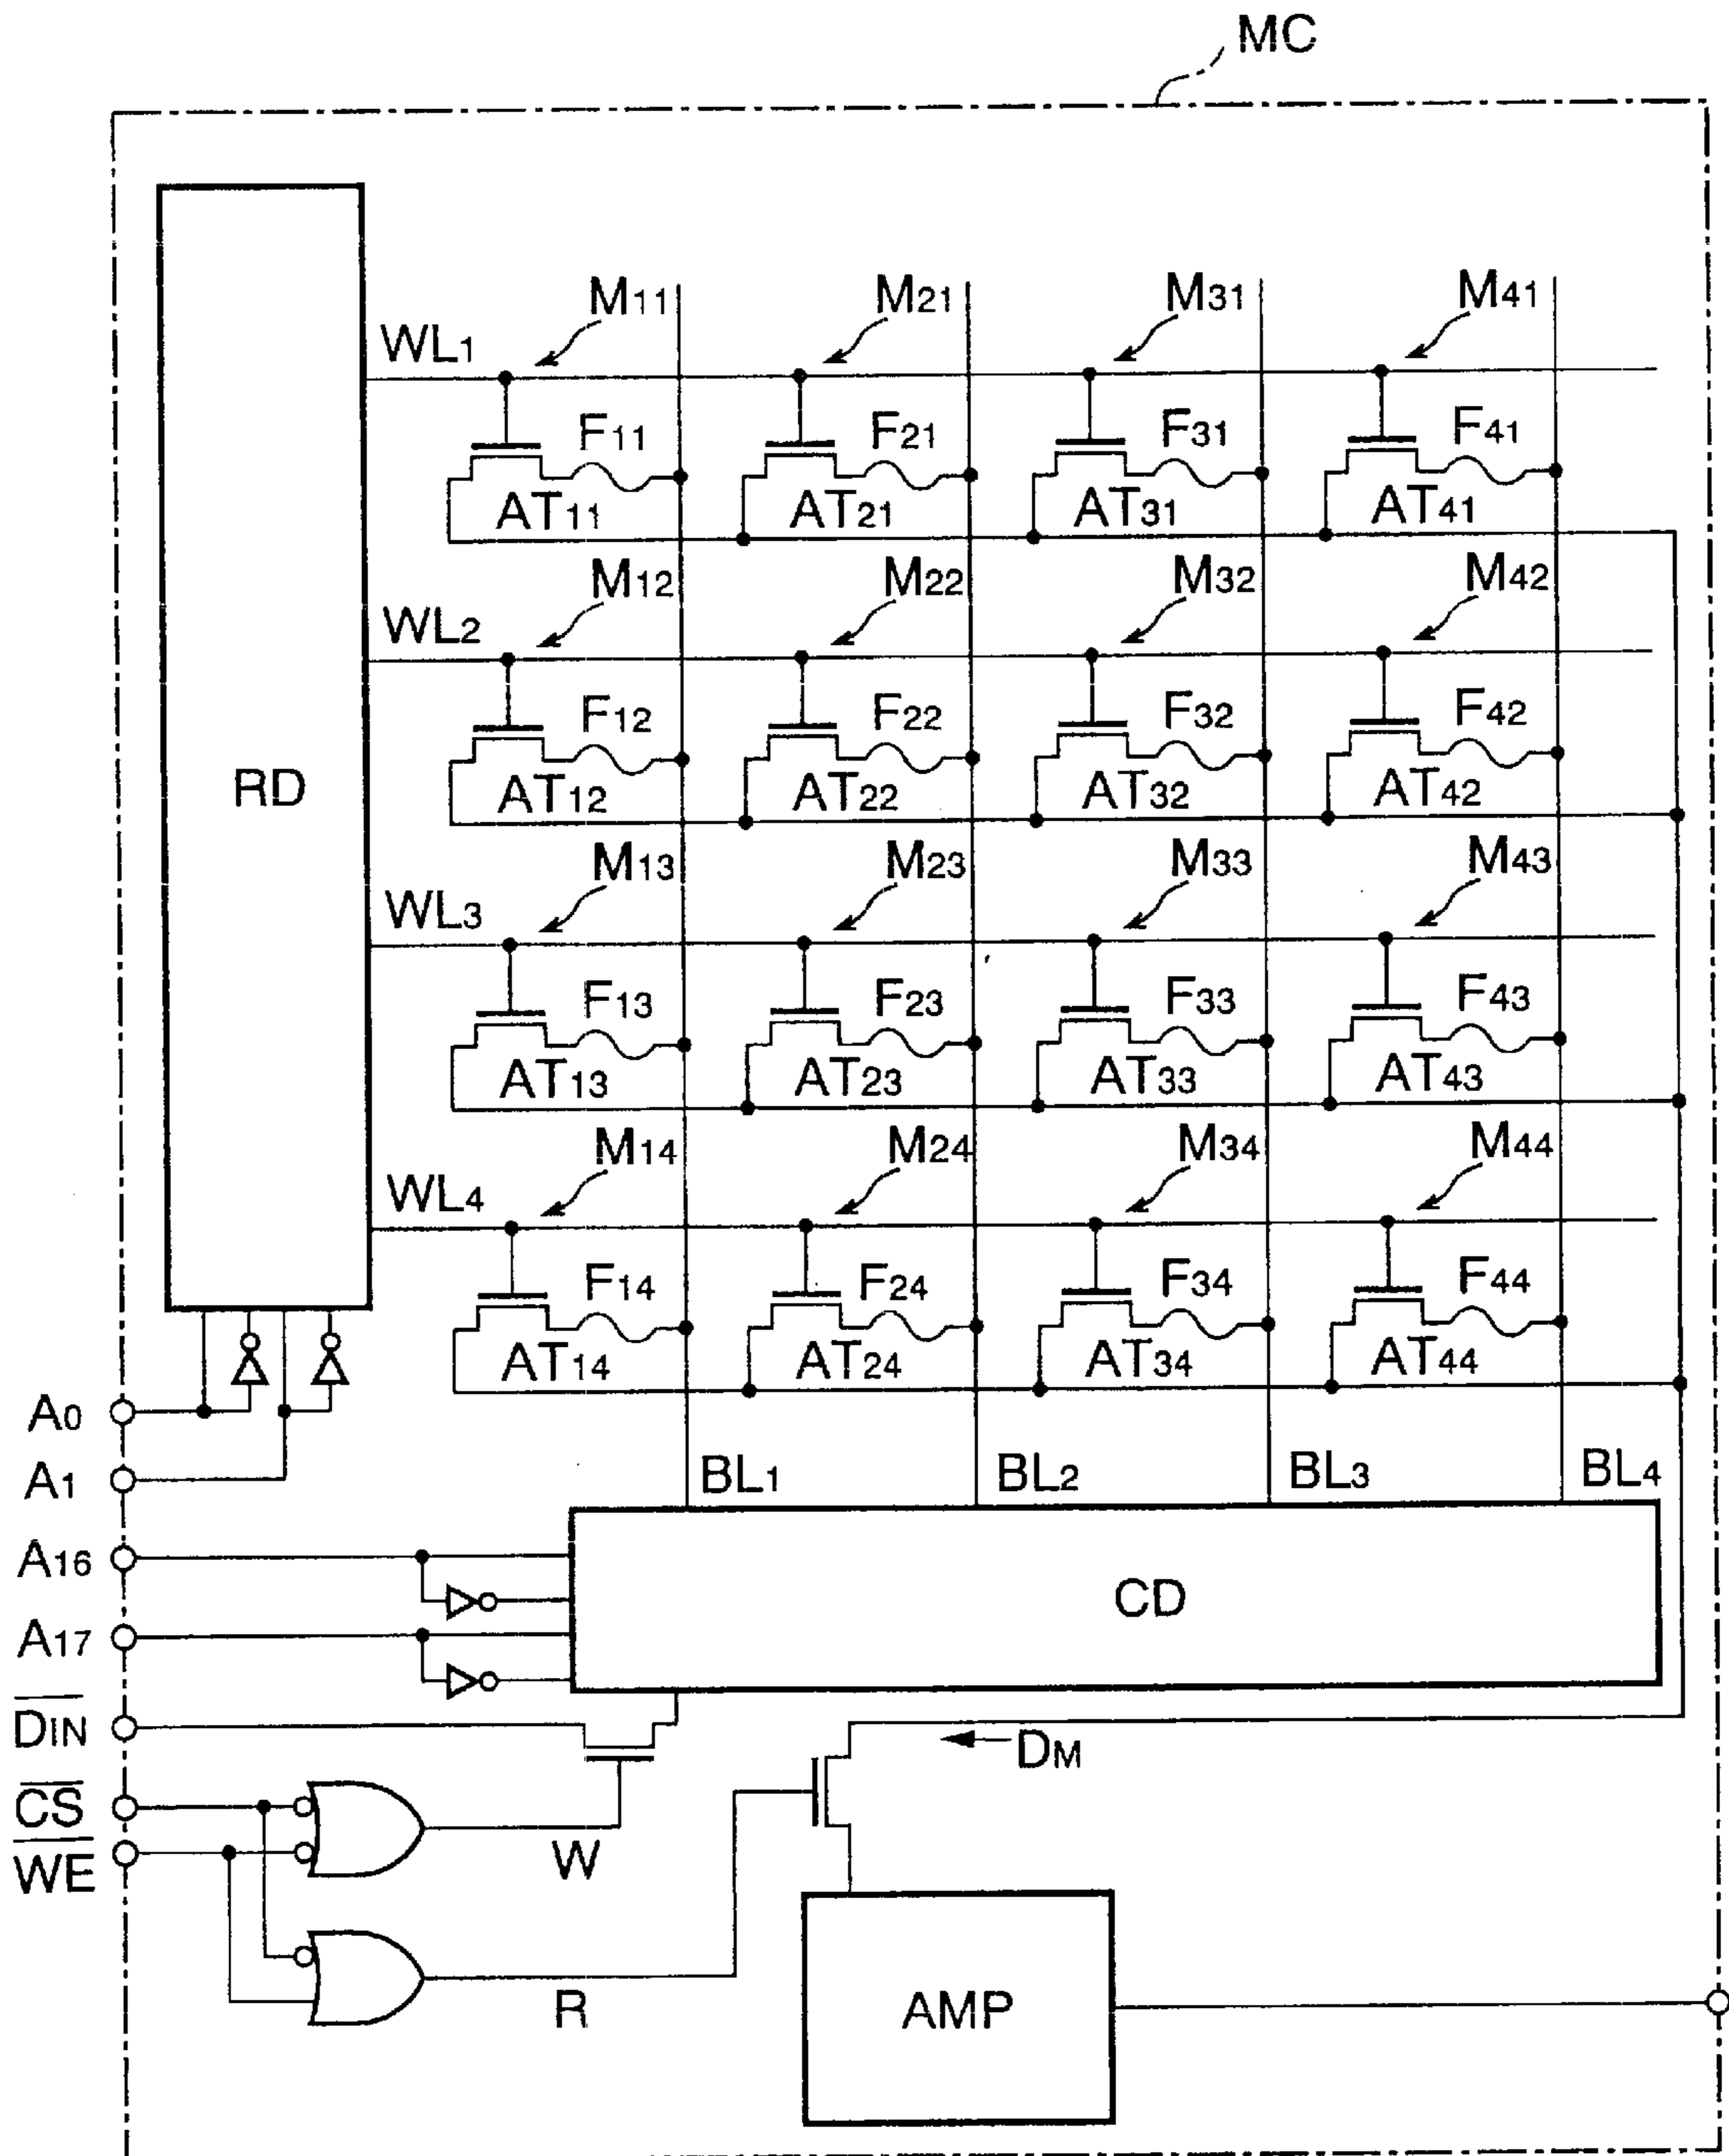 MC
M11 M21 M31 M41
WL1
F11 F21 F31 F41
AT11 AT21 AT31 AT41
M12 M22 M32 M42
WL2
F12 F22 F32 F42
RD
AT12 AT22 AT32 AT42
M13 M23 M33 M43
WL3
F13 F23 F33 F43
AT13 AT23 AT33 AT43
M14 M24 M34 M44
WL4
F14 F24 F34 F44
AT14 AT24 AT34 AT44
A0
A1
BL1 BL2 BL3 BL4
A16
CD
A17
D̅I̅N̅
DM
C̅S̅
W
W̅E̅
R
AMP